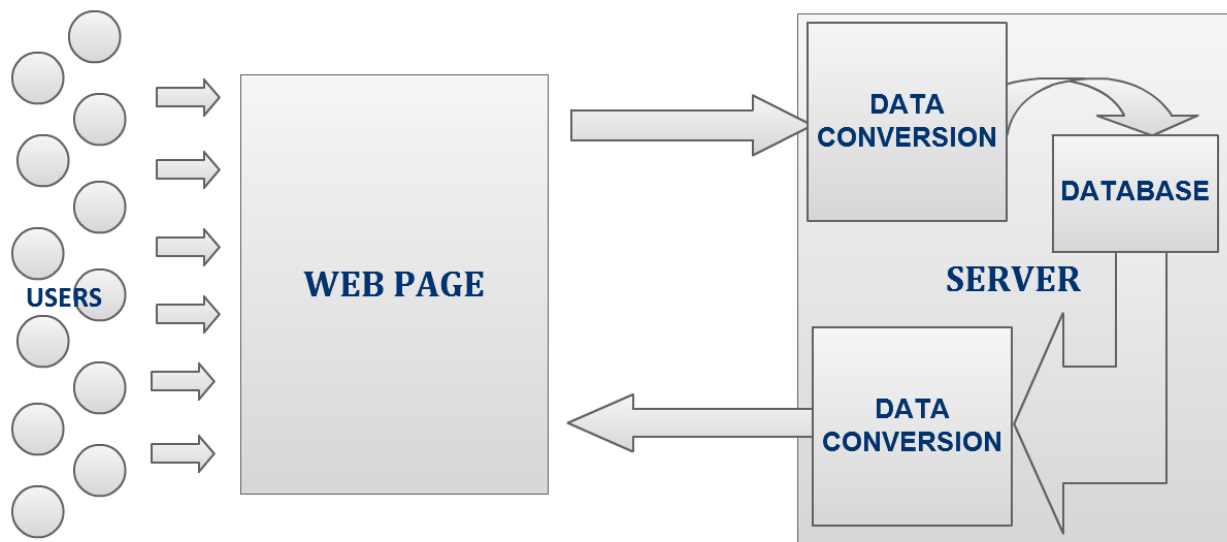 USERS
WEB PAGE
DATA
CONVERSION
DATABASE
SERVER
DATA
CONVERSION